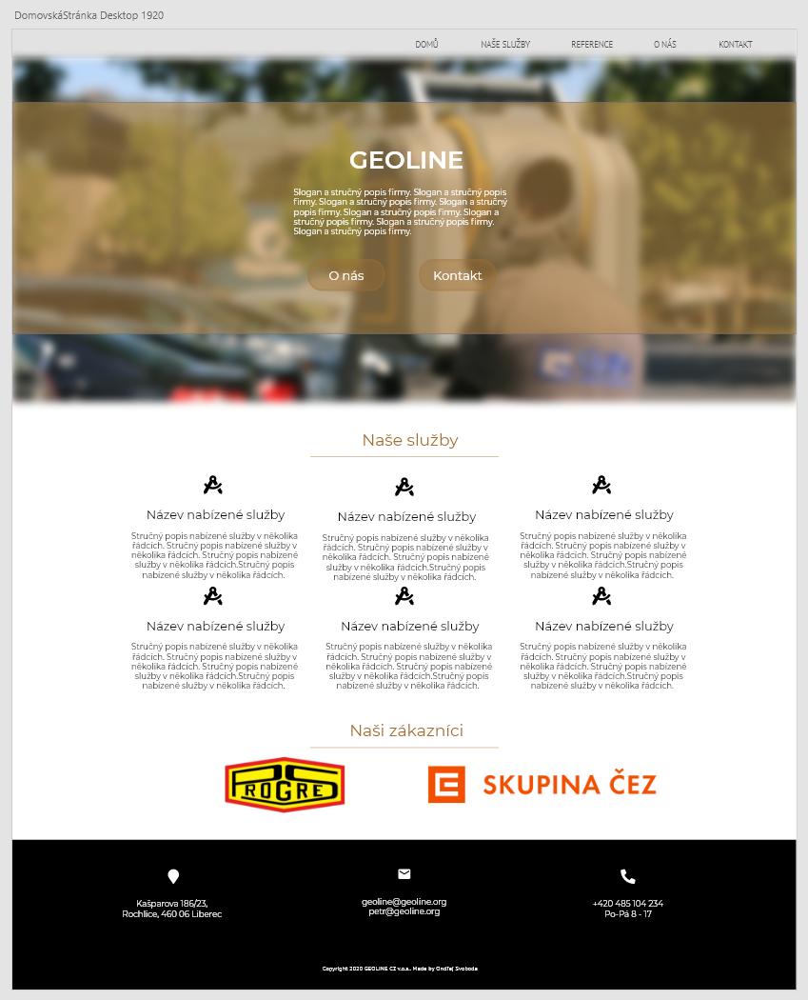 DomovskáStránka Desktop 1920
DOMŮ NAŠE SLUŽBY REFERENCE O NÁS KONTAKT
GEOLINE
Slogan a stručný popis firmy. Slogan a stručný popis
firmy. Slogan a stručný popis firmy. Slogan a stručný
popis firmy. Slogan a stručný popis firmy. Slogan a
stručný popis firmy. Slogan a stručný popis firmy.
Slogan a stručný popis firmy.
O nás Kontakt
Naše služby
Název nabízené služby
Stručný popis nabízené služby v několika
řádcích. Stručný popis nabízené služby v
několika řádcích. Stručný popis nabízené
služby v několika řádcích.Stručný popis
nabízené služby v několika řádcích.
Název nabízené služby
Stručný popis nabízené služby v několika
řádcích. Stručný popis nabízené služby v
několika řádcích. Stručný popis nabízené
služby v několika řádcích.Stručný popis
nabízené služby v několika řádcích.
Název nabízené služby
Stručný popis nabízené služby v několika
řádcích. Stručný popis nabízené služby v
několika řádcích. Stručný popis nabízené
služby v několika řádcích.Stručný popis
nabízené služby v několika řádcích.
Název nabízené služby
Stručný popis nabízené služby v několika
řádcích. Stručný popis nabízené služby v
několika řádcích. Stručný popis nabízené
služby v několika řádcích.Stručný popis
nabízené služby v několika řádcích.
Název nabízené služby
Stručný popis nabízené služby v několika
řádcích. Stručný popis nabízené služby v
několika řádcích. Stručný popis nabízené
služby v několika řádcích.Stručný popis
nabízené služby v několika řádcích.
Název nabízené služby
Stručný popis nabízené služby v několika
řádcích. Stručný popis nabízené služby v
několika řádcích. Stručný popis nabízené
služby v několika řádcích.Stručný popis
nabízené služby v několika řádcích.
Naši zákazníci
PROGRES
SKUPINA ČEZ
Kašparova 186/23,
Rochlice, 460 06 Liberec
geoline@geoline.org
petr@geoline.org
+420 485 104 234
Po-Pá 8 - 17
Copyright 2020 GEOLINE CZ v.o.s.. Made by Ondřej Svoboda